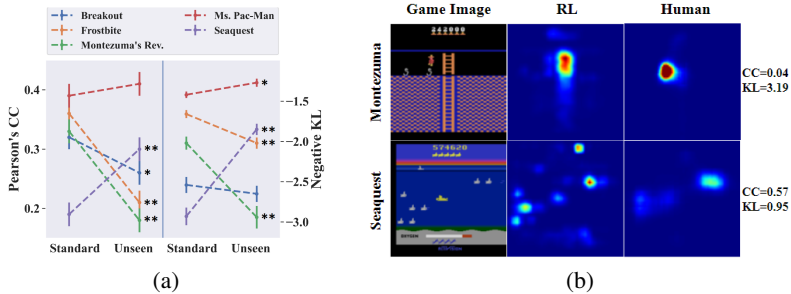 Breakout
Frostbite
Montezuma's Rev.
Ms. Pac-Man
Seaquest
Pearson's CC
0.4
0.3
0.2
* 
**
*
**
**
*
**
**
**
−1.5
−2.0
−2.5
−3.0
Negative KL
Standard Unseen Standard Unseen
(a)
(b)
Game Image RL Human
Montezuma
242000
CC=0.04
KL=3.19
Seaquest
574620
CC=0.57
KL=0.95
(b)